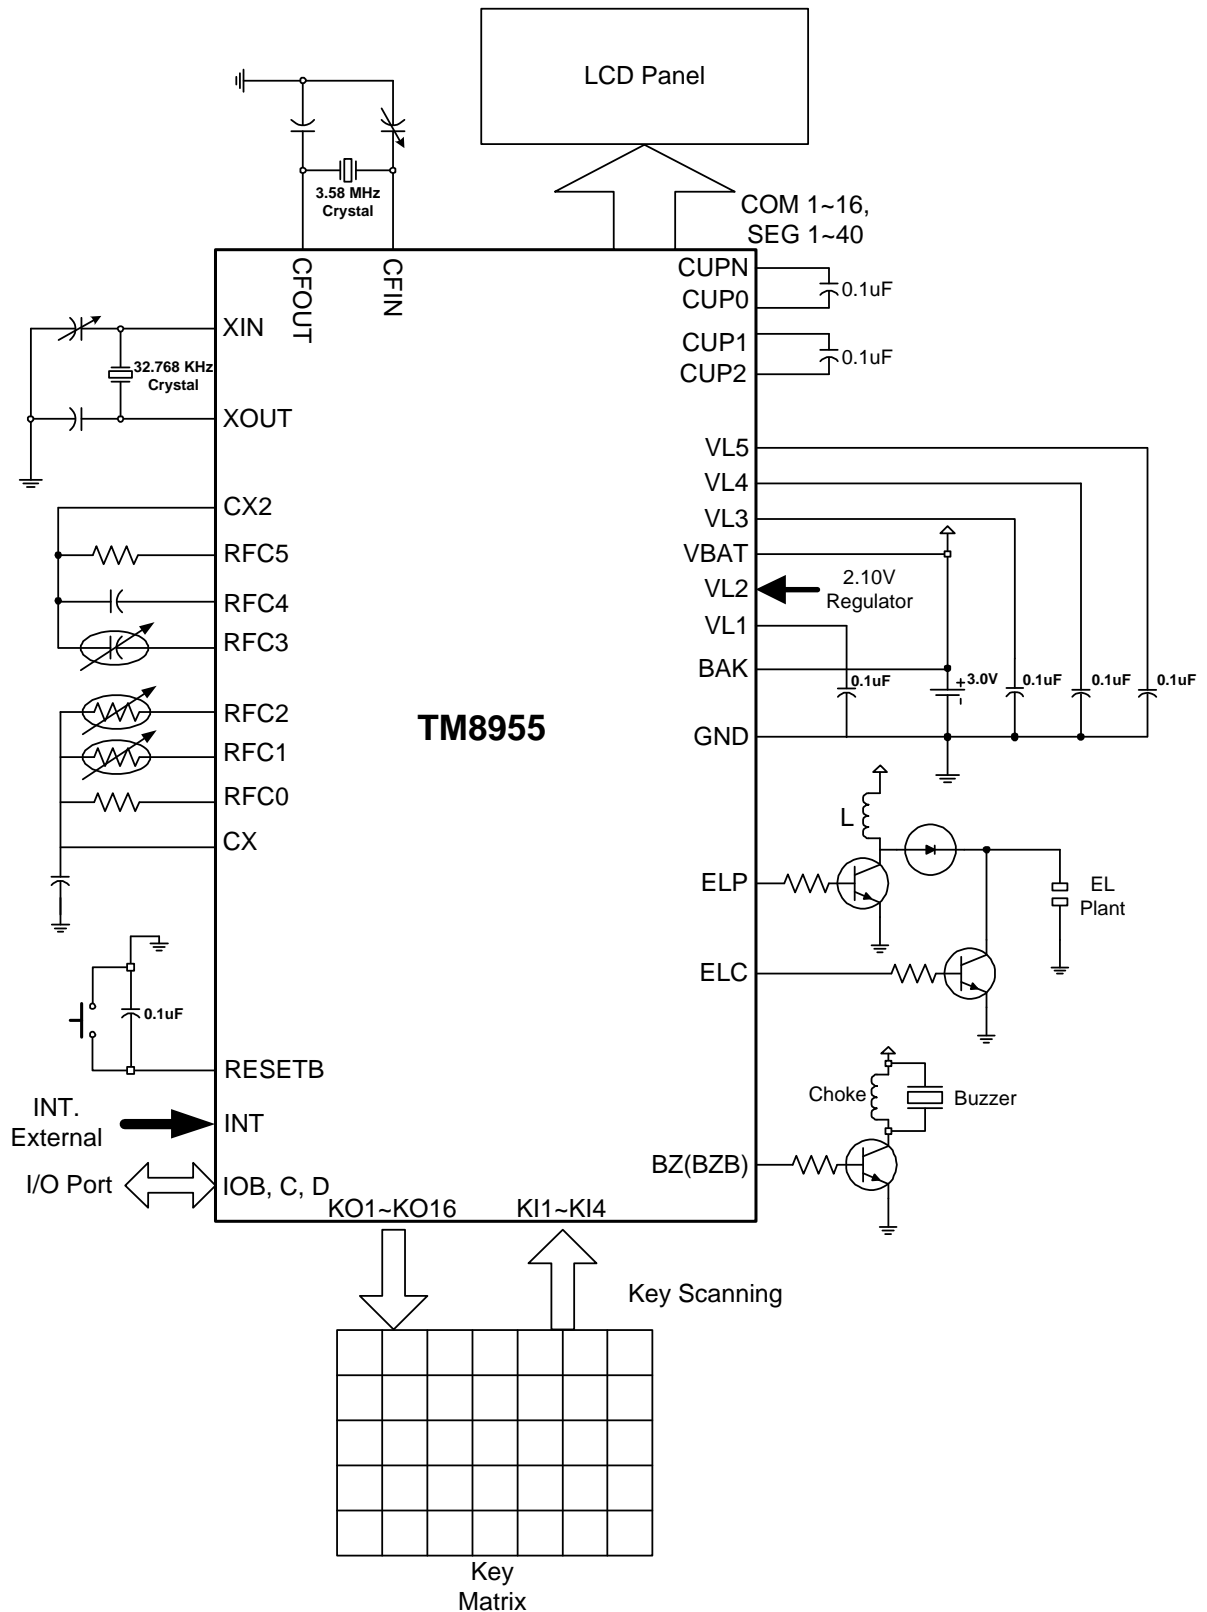 LCD Panel
3.58 MHz
Crystal
COM 1~16,
SEG 1~40
CFOUT
CFIN
CUPN
CUP0
0.1uF
CUP1
CUP2
0.1uF
XIN
32.768 KHz
Crystal
XOUT
VL5
VL4
VL3
VBAT
VL2
2.10V
Regulator
VL1
BAK
0.1uF
+
3.0V
0.1uF
0.1uF
0.1uF
GND
CX2
RFC5
RFC4
RFC3
RFC2
RFC1
RFC0
CX
TM8955
L
ELP
EL
Plant
ELC
0.1uF
RESETB
INT.
External
INT
I/O Port
IOB, C, D
Choke
Buzzer
BZ(BZB)
KO1~KO16
KI1~KI4
Key Scanning
Key
Matrix